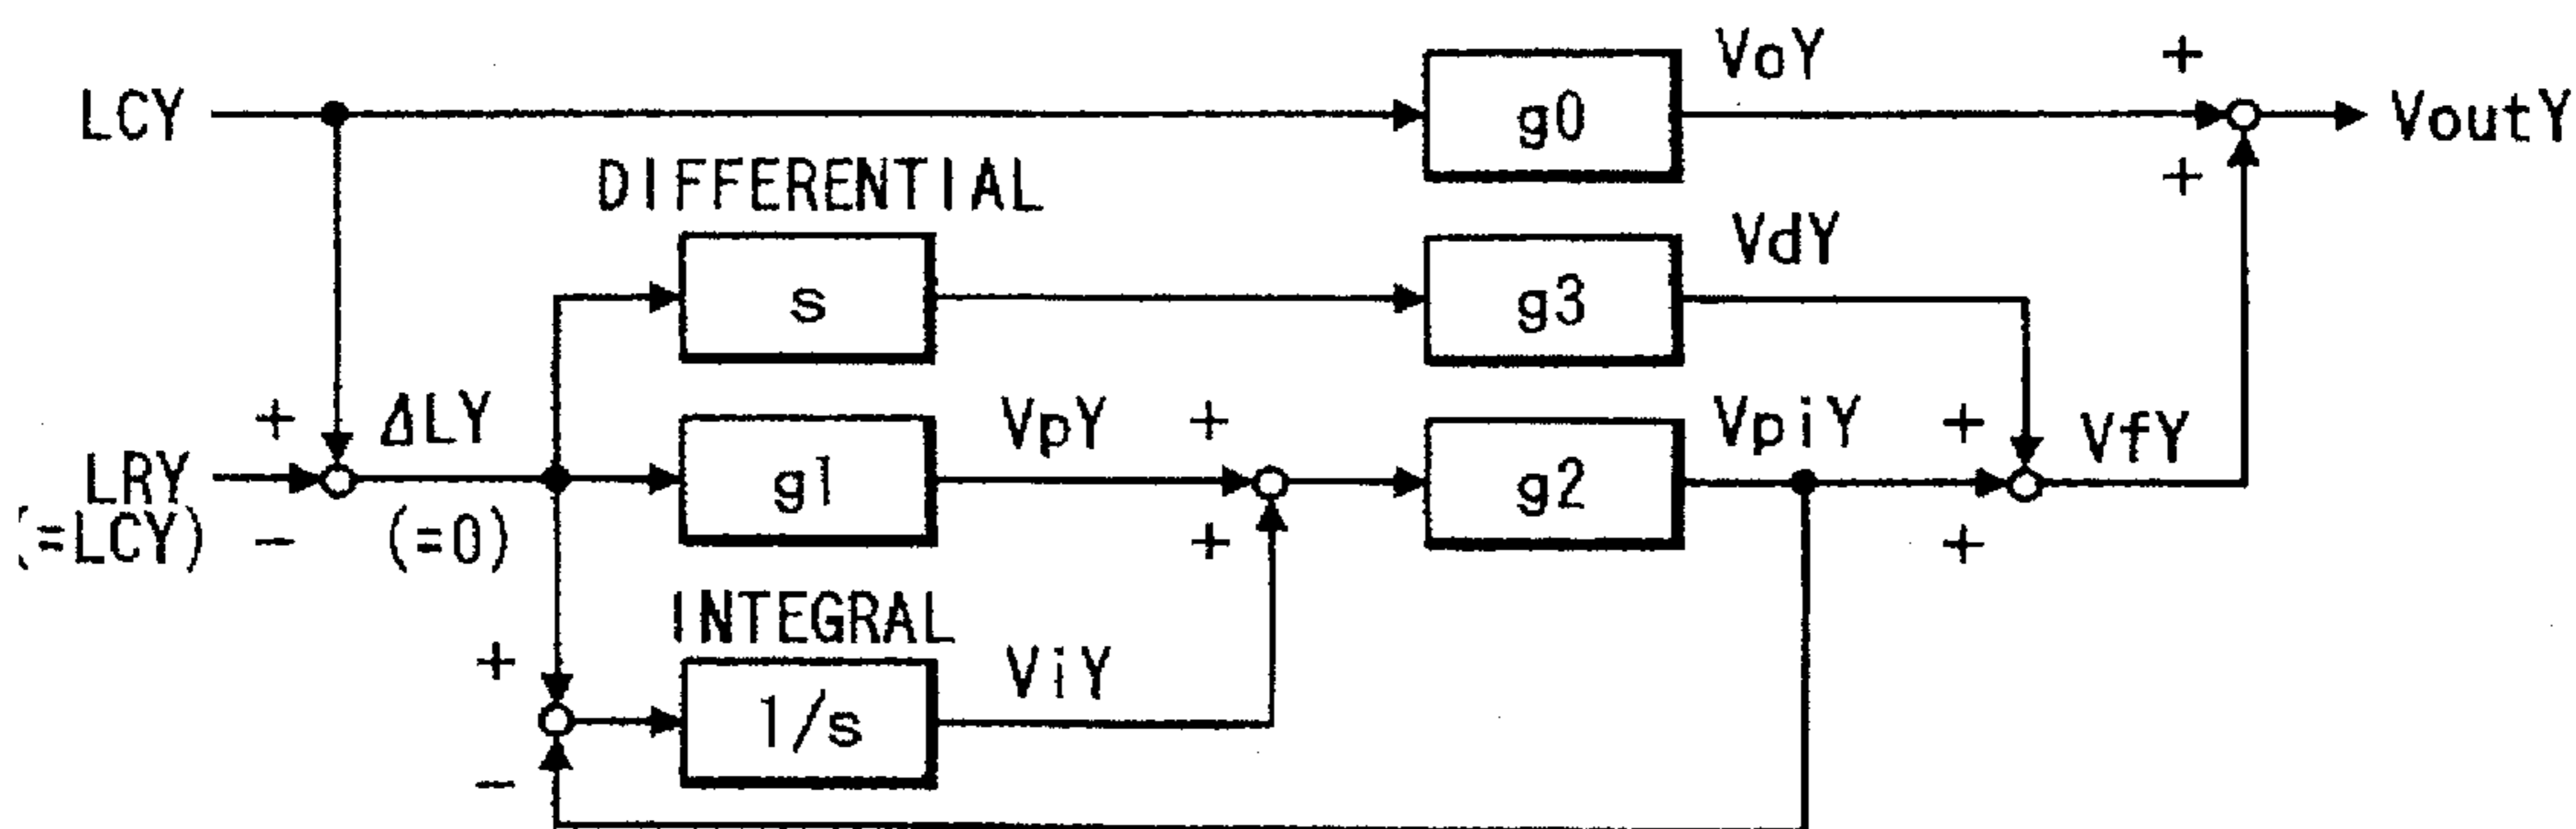 LCY
g0
VoY
+
VoutY
+
DIFFERENTIAL
s
g3
VdY
+
ΔLY
LRY
(=LCY)
-
(=0)
g1
VpY
+
+
g2
VpiY
+
+
VfY
INTEGRAL
+
1/s
ViY
-